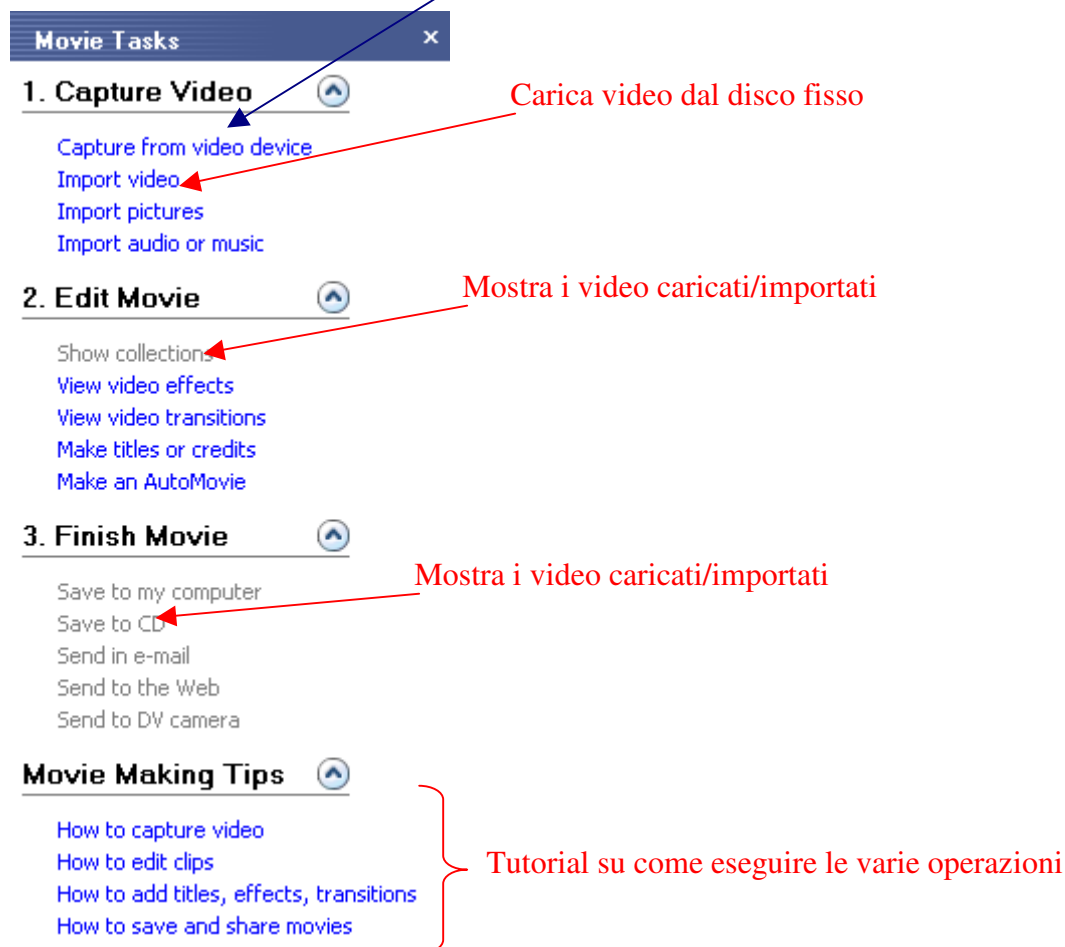 Movie Tasks
1. Capture Video
Carica video dal disco fisso
Capture from video device
Import video
Import pictures
Import audio or music
2. Edit Movie
Mostra i video caricati/importati
Show collections
View video effects
View video transitions
Make titles or credits
Make an AutoMovie
3. Finish Movie
Mostra i video caricati/importati
Save to my computer
Save to CD
Send in e-mail
Send to the Web
Send to DV camera
Movie Making Tips
How to capture video
How to edit clips
How to add titles, effects, transitions
How to save and share movies
Tutorial su come eseguire le varie operazioni